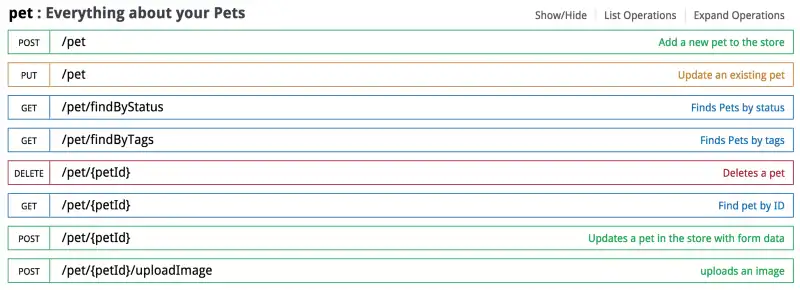 pet : Everything about your Pets Show/Hide List Operations Expand Operations
POST /pet Add a new pet to the store
PUT /pet Update an existing pet
GET /pet/findByStatus Finds Pets by status
GET /pet/findByTags Finds Pets by tags
DELETE /pet/{petId} Deletes a pet
GET /pet/{petId} Find pet by ID
POST /pet/{petId} Updates a pet in the store with form data
POST /pet/{petId}/uploadImage uploads an image